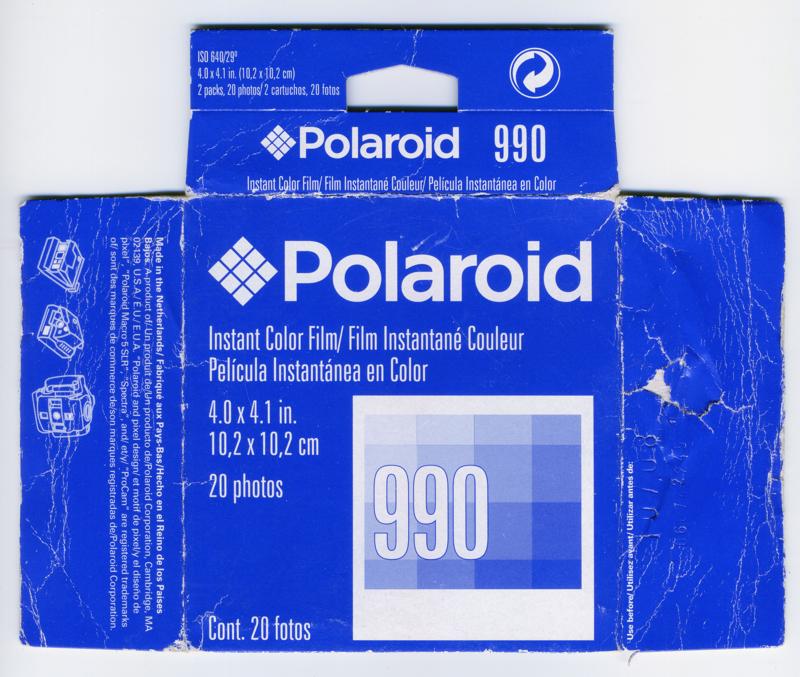 ISO 640/29°
4.0 x 4.1 in. (10,2 x 10,2 cm)
2 packs, 20 photos/ 2 cartuchos, 20 fotos
Polaroid 990
Instant Color Film/ Film Instantané Couleur/ Película Instantánea en Color
Polaroid
Instant Color Film/ Film Instantané Couleur
Película Instantánea en Color
4.0 x 4.1 in.
10,2 x 10,2 cm
20 photos
990
Cont. 20 fotos
Made in the Netherlands/ Fabriqué aux Pays-Bas/Hecho en el Reino de los Países
Bajos. A product of/Un produit de/Un producto de/Polaroid Corporation, Cambridge, MA
02139, U.S.A./ E.U./ E.U.A. "Polaroid and pixel design/ et motif de pixel/y el diseño de
pixel", "Polaroid Macro 5 SLR", "Spectra", and/ et/y "ProCam" are registered trademarks
of/ sont des marques de commerce de/son marques registradas de/Polaroid Corporation.
Use before/ Utilisez avant/ Utilizar antes de:
10/08